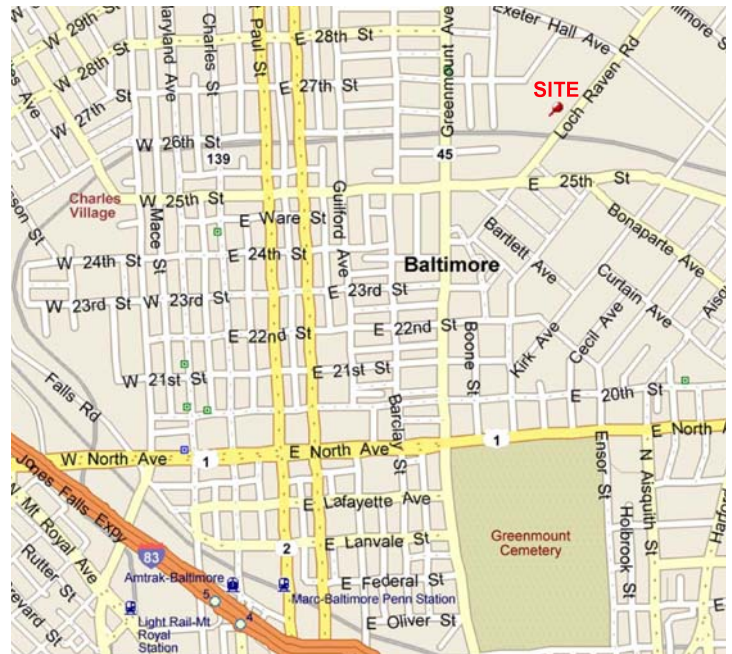 W 29th St
Maryland Ave
Charles St
St Paul St
E 28th St
Greenmount Ave
Exeter Hall Ave
Loch Raven Rd
W 28th St
E 27th St
SITE
W 27th St
W 26th St
139
45
Guilford Ave
Charles
Village
W 25th St
E 25th St
Mace St
E Ware St
Bonaparte Ave
Bartlett Ave
W 24th St
E 24th St
Baltimore
Curtain Ave
W 23rd St
W 23rd St
E 23rd St
E 22nd St
E 22nd St
Boone St
Kirk Ave
Cecil Ave
W 21st St
E 21st St
E 20th St
Falls Rd
Barclay St
W North Ave
1
E North Ave
1
E North A
Ensor St
N Aisquith St
Jones Falls Expy
W Mt Royal Ave
E Lafayette Ave
Holbrook St
Harford
Greenmount
Cemetery
2
E Lanvale St
83
Rutter St
Amtrak-Baltimore
E Federal St
Marc-Baltimore Penn Station
5
4
Light Rail-Mt
Royal
Station
E Oliver St